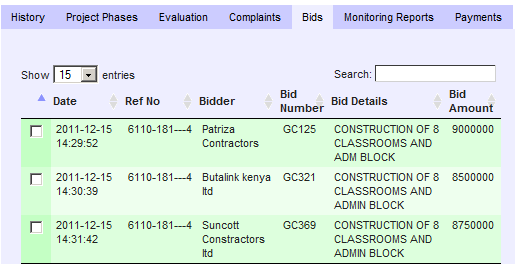 History Project Phases Evaluation Complaints Bids Monitoring Reports Payments
Show 15 entries Search:
Date Ref No Bidder Bid Number Bid Details Bid Amount
2011-12-15 6110-181---4 Patriza GC125 CONSTRUCTION OF 8 9000000
14:29:52 Contractors CLASSROOMS AND
ADM BLOCK
2011-12-15 6110-181---4 Butalink kenya GC321 CONSTRUCTION OF 8 8500000
14:30:39 ltd CLASSROOMS AND
ADMIN BLOCK
2011-12-15 6110-181---4 Suncott GC369 CONSTRUCTION OF 8 8750000
14:31:42 Constractors CLASSROOMS AND
ltd ADMIN BLOCK